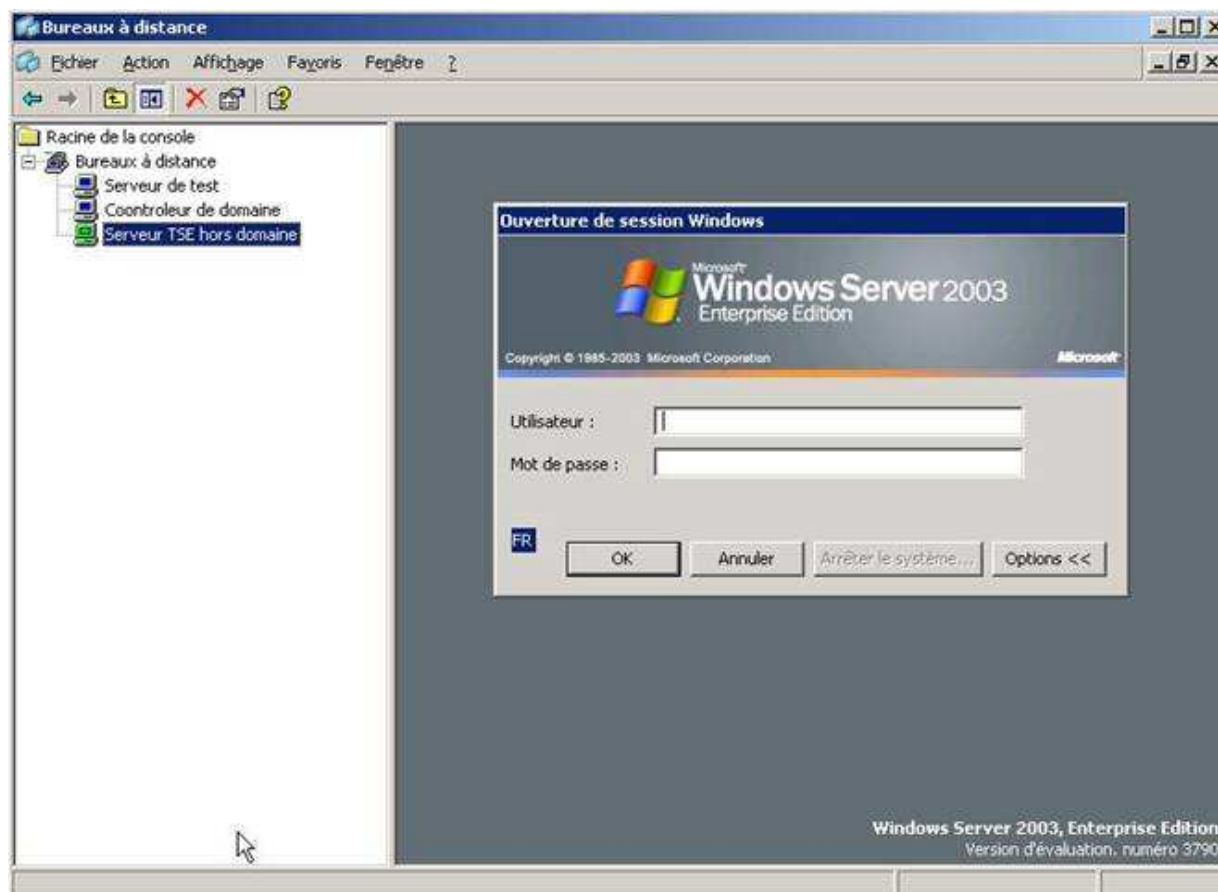 Bureaux à distance
Fichier Action Affichage Favoris Fenêtre ?
Racine de la console
Bureaux à distance
Serveur de test
Coontroleur de domaine
Serveur TSE hors domaine
Ouverture de session Windows
Microsoft
Windows Server 2003
Enterprise Edition
Copyright © 1985-2003 Microsoft Corporation
Microsoft
Utilisateur :
Mot de passe :
FR
OK
Annuler
Arrêter le système...
Options <<
Windows Server 2003, Enterprise Edition
Version d'évaluation. numéro 3790